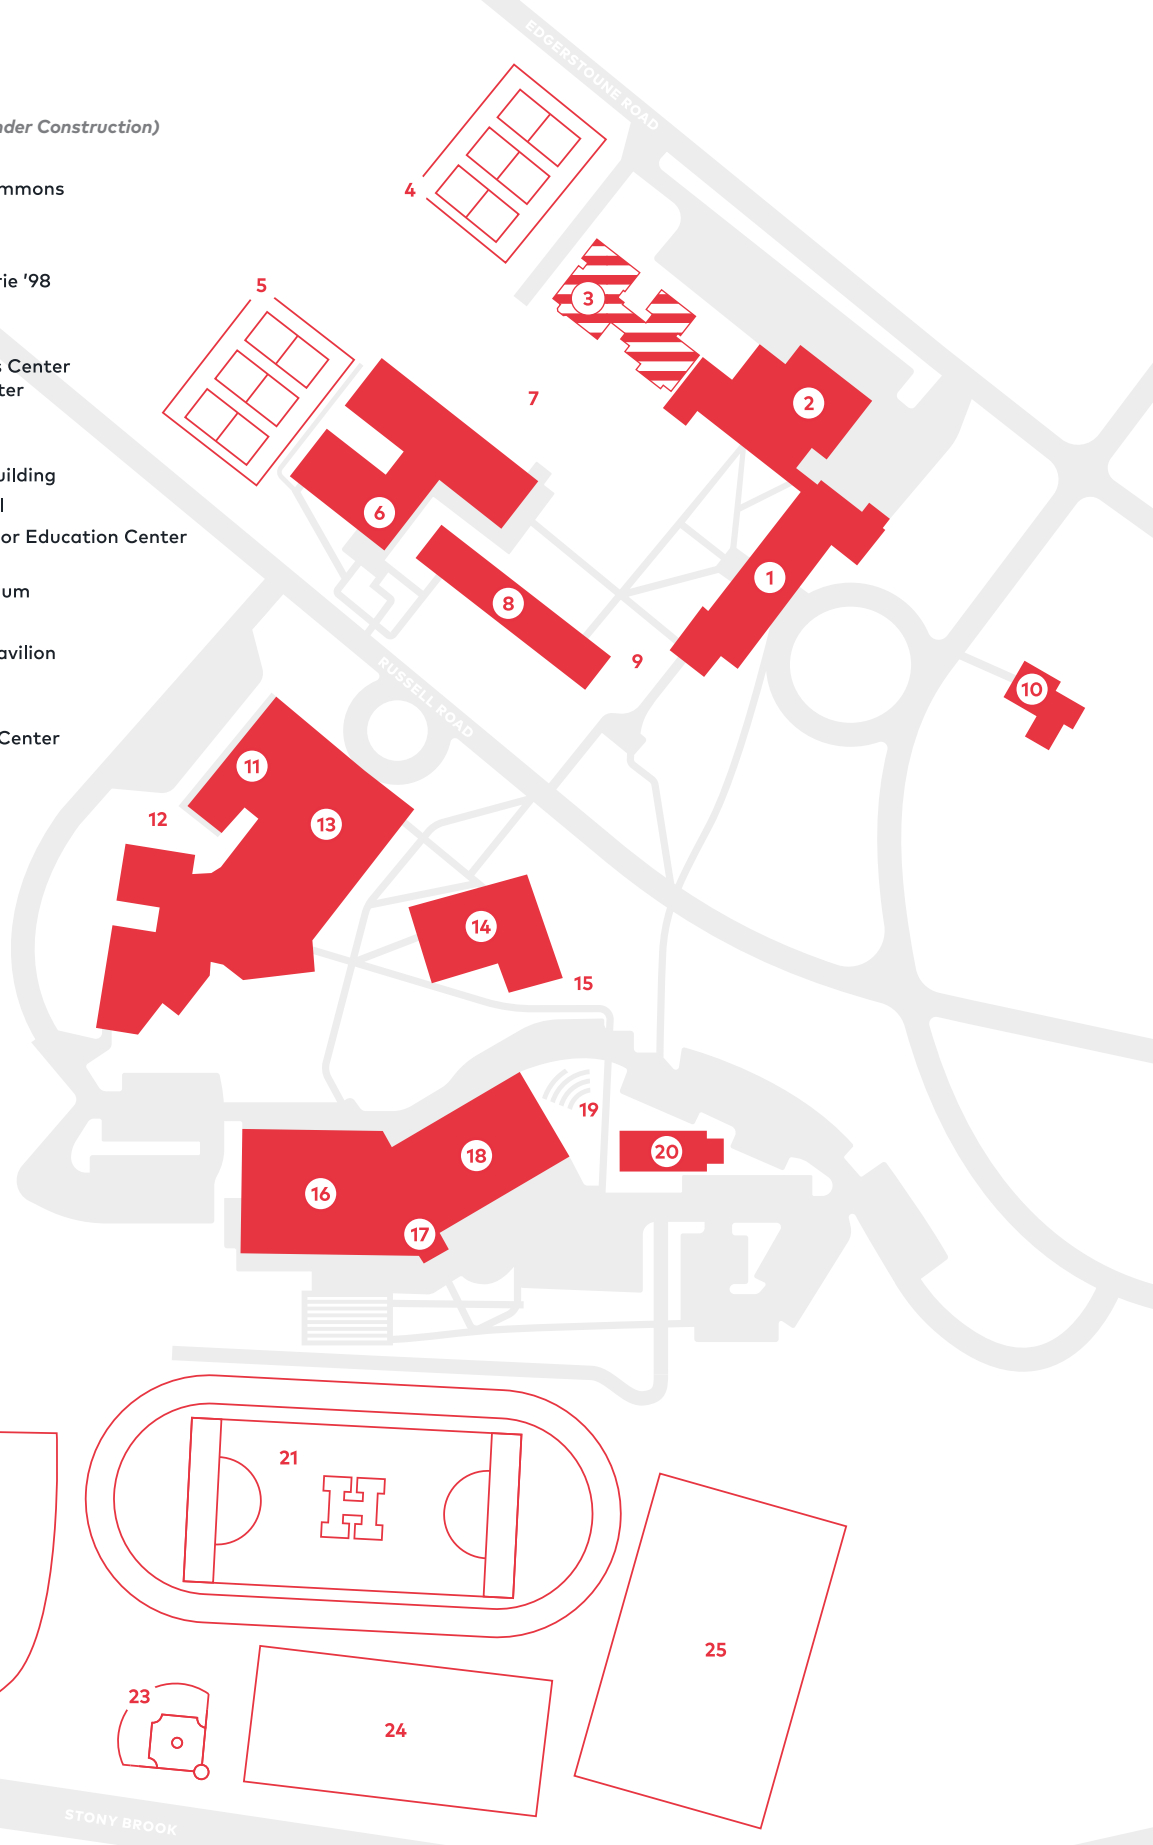 EDGERSTOUNE ROAD
nder Construction)
mmons
rie '98
s Center
ter
uilding
l
or Education Center
um
avilion
Center
4
3
5
7
2
6
1
8
9
RUSSELL ROAD
10
11
12
13
14
15
19
18
20
16
17
21
H
25
23
24
STONY BROOK